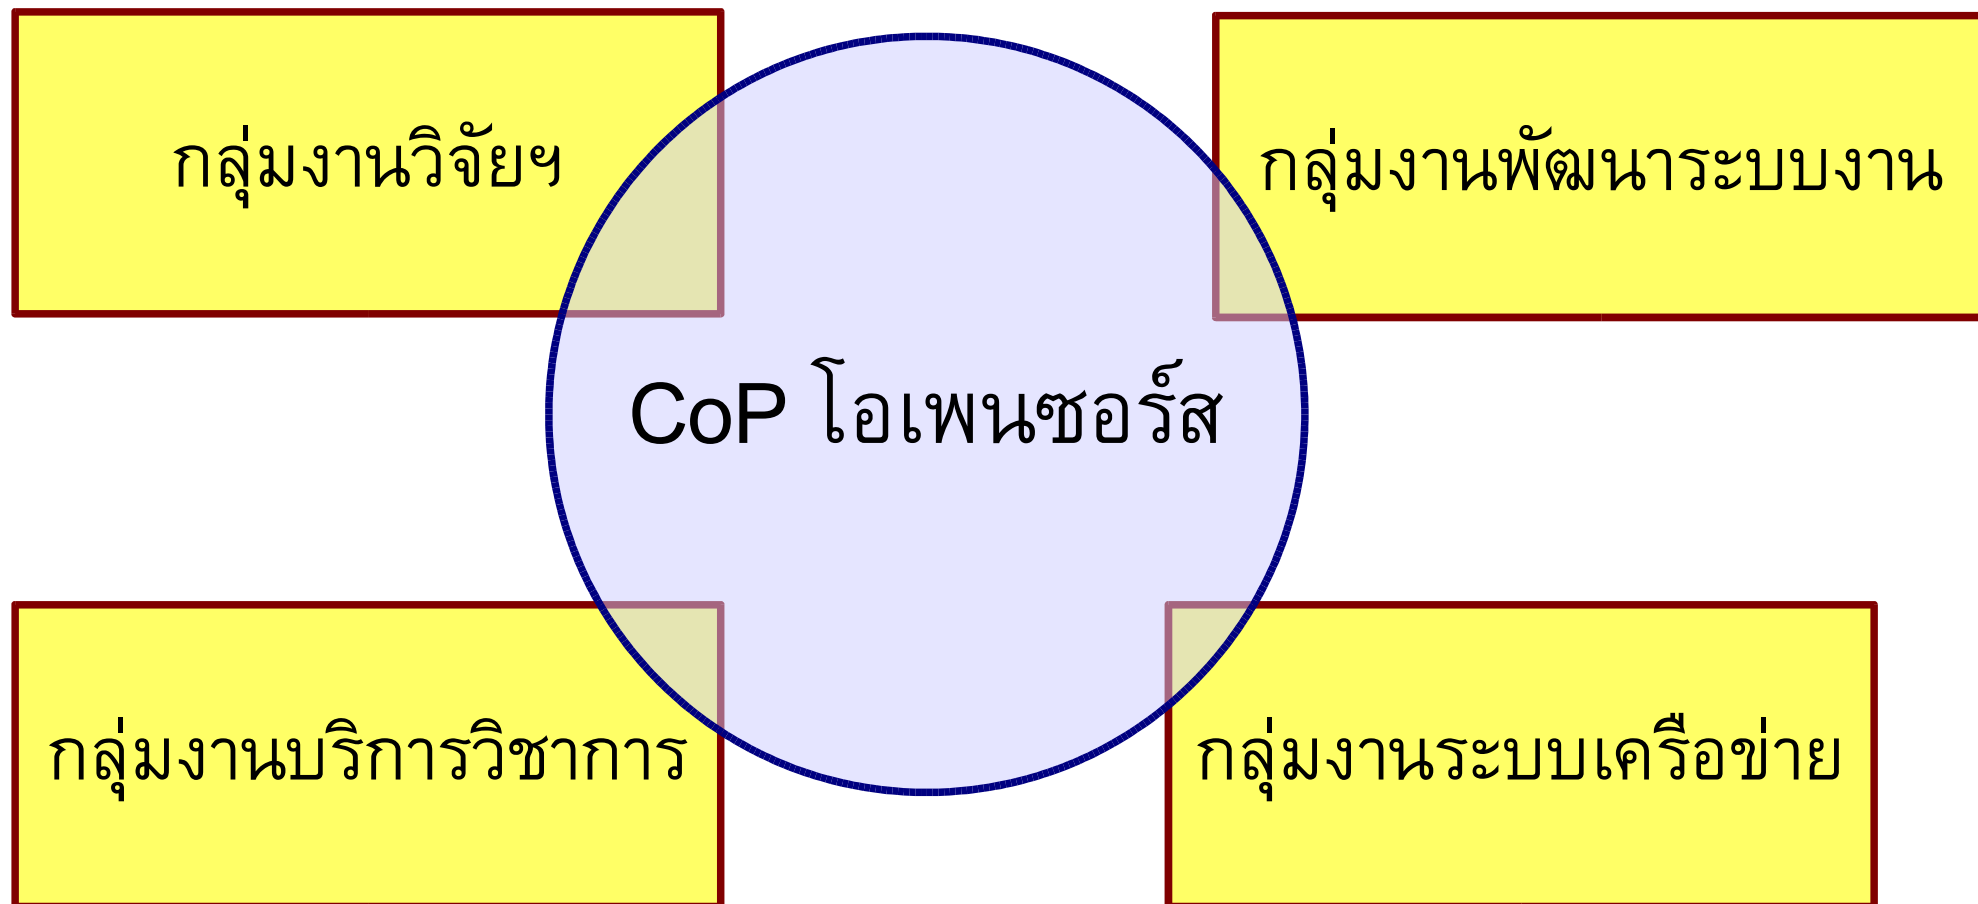 กลุ่มงานวิจัยฯ
กลุ่มงานพัฒนาระบบงาน
CoP โอเพนซอร์ส
กลุ่มงานบริการวิชาการ
กลุ่มงานระบบเครือข่าย